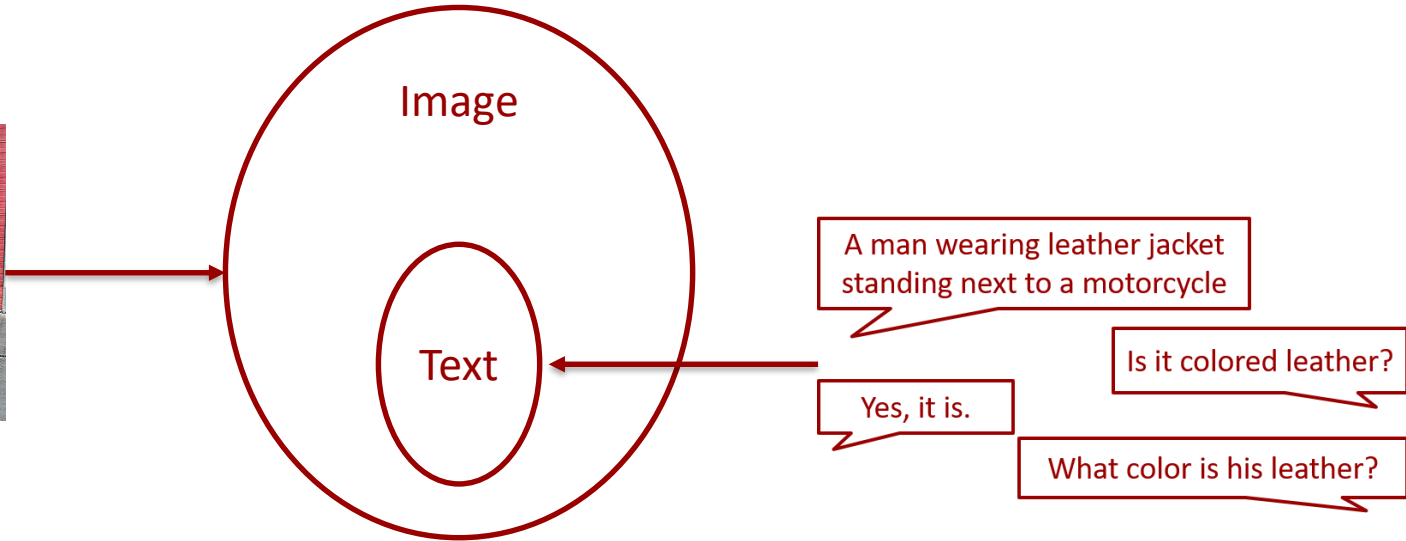 Image
Text
A man wearing leather jacket
standing next to a motorcycle
Is it colored leather?
Yes, it is.
What color is his leather?